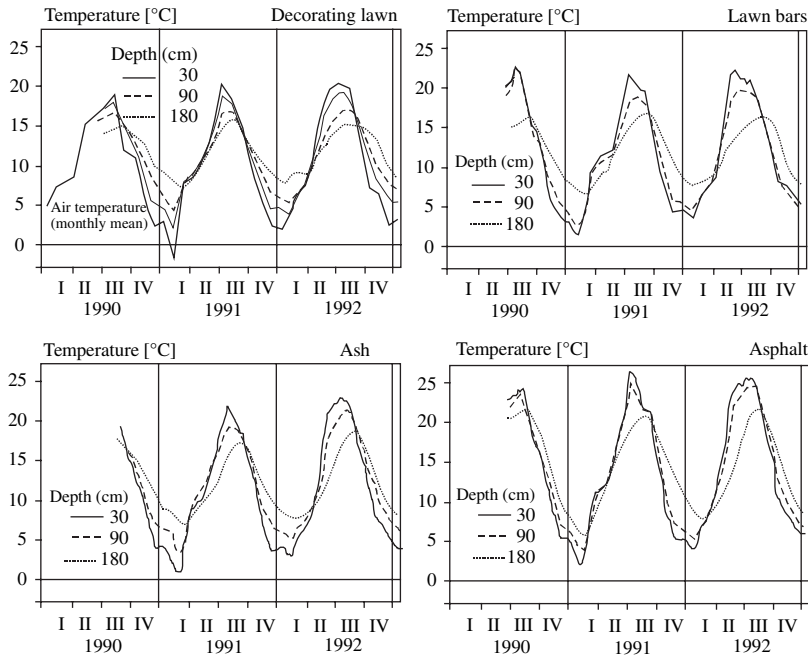 Temperature [°C] Decorating lawn
Depth (cm)
30
90
180
25
20
15
10
5
0
Air temperature
(monthly mean)
I II III IV I II III IV I II III IV
1990 1991 1992
Temperature [°C] Lawn bars
25
20
15
10
5
0
Depth (cm)
30
90
180
I II III IV I II III IV I II III IV
1990 1991 1992
Temperature [°C] Ash
25
20
15
10
5
0
Depth (cm)
30
90
180
I II III IV I II III IV I II III IV
1990 1991 1992
Temperature [°C] Asphalt
25
20
15
10
5
0
Depth (cm)
30
90
180
I II III IV I II III IV I II III IV
1990 1991 1992